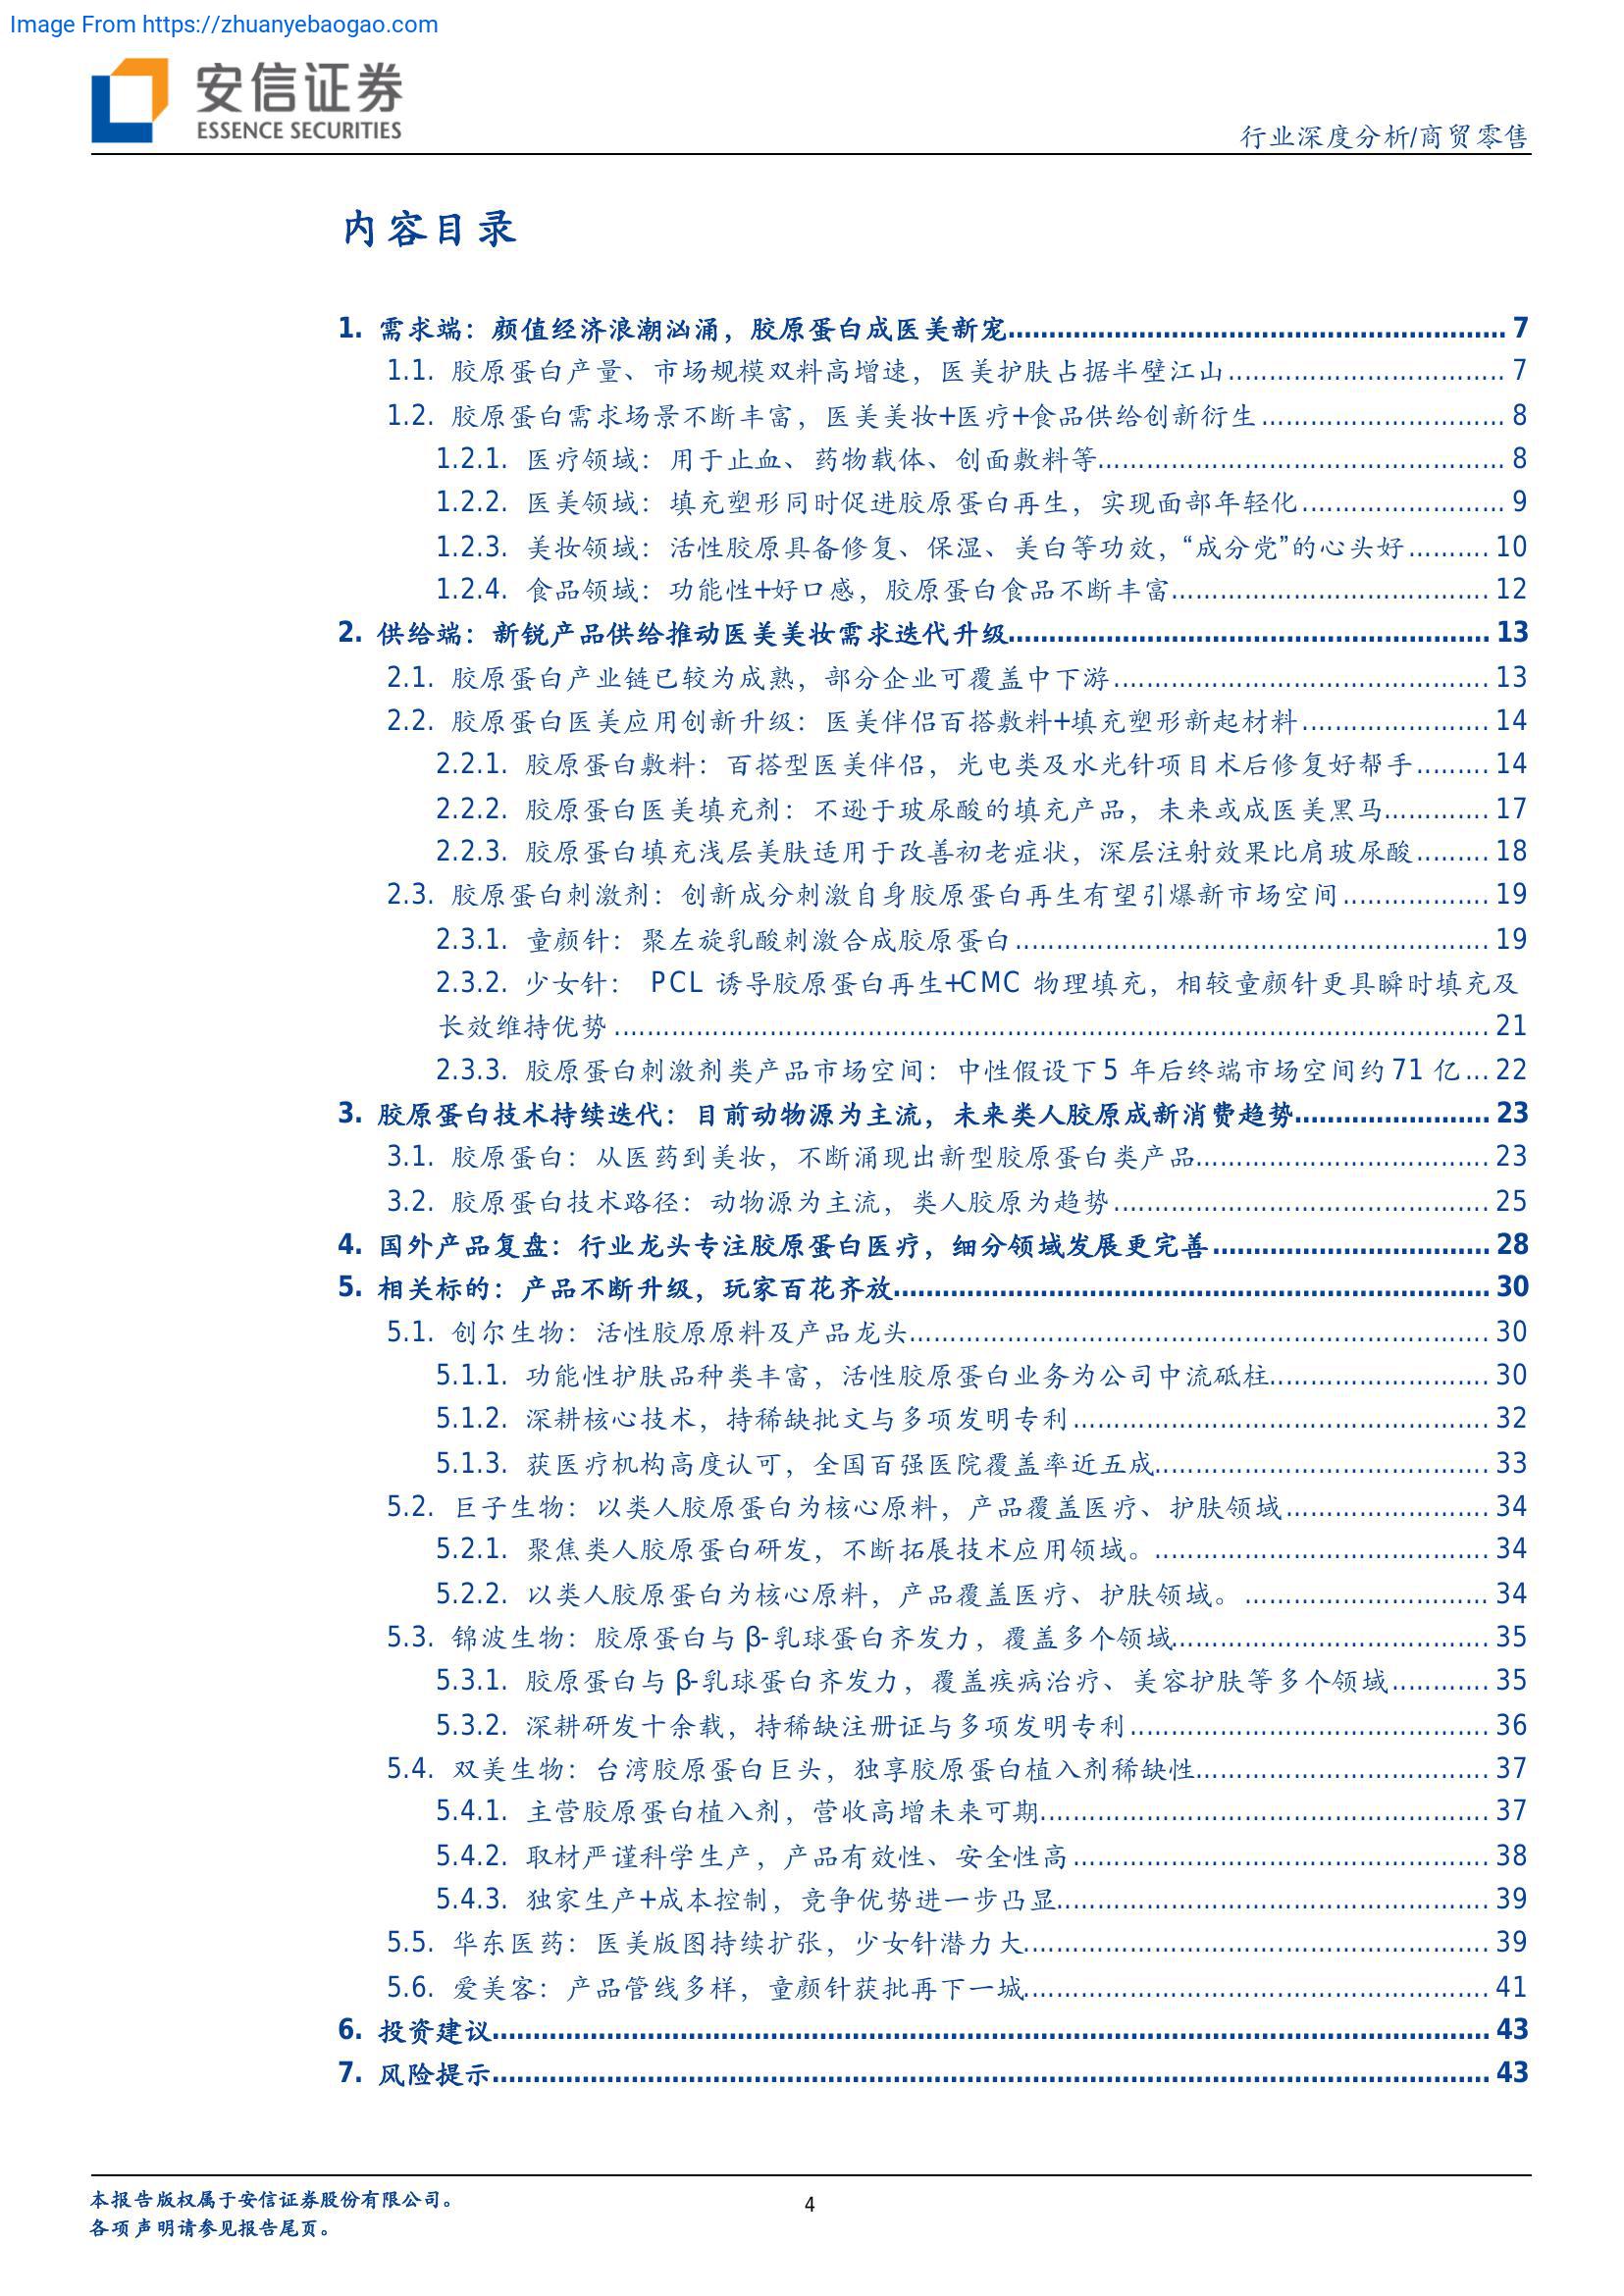 Image From https://zhuanyebaogao.com
安信证券
ESSENCE SECURITIES
行业深度分析/商贸零售
内容目录
1. 需求端：颜值经济浪潮汹涌，胶原蛋白成医美新宠 7
1.1. 胶原蛋白产量、市场规模双料高增速，医美护肤占据半壁江山 7
1.2. 胶原蛋白需求场景不断丰富，医美美妆+医疗+食品供给创新衍生 8
1.2.1. 医疗领域：用于止血、药物载体、创面敷料等 8
1.2.2. 医美领域：填充塑形同时促进胶原蛋白再生，实现面部年轻化 9
1.2.3. 美妆领域：活性胶原具备修复、保湿、美白等功效，“成分党”的心头好 10
1.2.4. 食品领域：功能性+好口感，胶原蛋白食品不断丰富 12
2. 供给端：新锐产品供给推动医美美妆需求迭代升级 13
2.1. 胶原蛋白产业链已较为成熟，部分企业可覆盖中下游 13
2.2. 胶原蛋白医美应用创新升级：医美伴侣百搭敷料+填充塑形新起材料 14
2.2.1. 胶原蛋白敷料：百搭型医美伴侣，光电类及水光针项目术后修复好帮手 14
2.2.2. 胶原蛋白医美填充剂：不逊于玻尿酸的填充产品，未来或成医美黑马 17
2.2.3. 胶原蛋白填充浅层美肤适用于改善初老症状，深层注射效果比肩玻尿酸 18
2.3. 胶原蛋白刺激剂：创新成分刺激自身胶原蛋白再生有望引爆新市场空间 19
2.3.1. 童颜针：聚左旋乳酸刺激合成胶原蛋白 19
2.3.2. 少女针： PCL 诱导胶原蛋白再生+CMC 物理填充，相较童颜针更具瞬时填充及
长效维持优势 21
2.3.3. 胶原蛋白刺激剂类产品市场空间：中性假设下 5 年后终端市场空间约 71 亿 22
3. 胶原蛋白技术持续迭代：目前动物源为主流，未来类人胶原成新消费趋势 23
3.1. 胶原蛋白：从医药到美妆，不断涌现出新型胶原蛋白类产品 23
3.2. 胶原蛋白技术路径：动物源为主流，类人胶原为趋势 25
4. 国外产品复盘：行业龙头专注胶原蛋白医疗，细分领域发展更完善 28
5. 相关标的：产品不断升级，玩家百花齐放 30
5.1. 创尔生物：活性胶原原料及产品龙头 30
5.1.1. 功能性护肤品种类丰富，活性胶原蛋白业务为公司中流砥柱 30
5.1.2. 深耕核心技术，持稀缺批文与多项发明专利 32
5.1.3. 获医疗机构高度认可，全国百强医院覆盖率近五成 33
5.2. 巨子生物：以类人胶原蛋白为核心原料，产品覆盖医疗、护肤领域 34
5.2.1. 聚焦类人胶原蛋白研发，不断拓展技术应用领域。 34
5.2.2. 以类人胶原蛋白为核心原料，产品覆盖医疗、护肤领域。 34
5.3. 锦波生物：胶原蛋白与 β-乳球蛋白齐发力，覆盖多个领域 35
5.3.1. 胶原蛋白与 β-乳球蛋白齐发力，覆盖疾病治疗、美容护肤等多个领域 35
5.3.2. 深耕研发十余载，持稀缺注册证与多项发明专利 36
5.4. 双美生物：台湾胶原蛋白巨头，独享胶原蛋白植入剂稀缺性 37
5.4.1. 主营胶原蛋白植入剂，营收高增未来可期 37
5.4.2. 取材严谨科学生产，产品有效性、安全性高 38
5.4.3. 独家生产+成本控制，竞争优势进一步凸显 39
5.5. 华东医药：医美版图持续扩张，少女针潜力大 39
5.6. 爱美客：产品管线多样，童颜针获批再下一城 41
6. 投资建议 43
7. 风险提示 43
本报告版权属于安信证券股份有限公司。
4
各项声明请参见报告尾页。